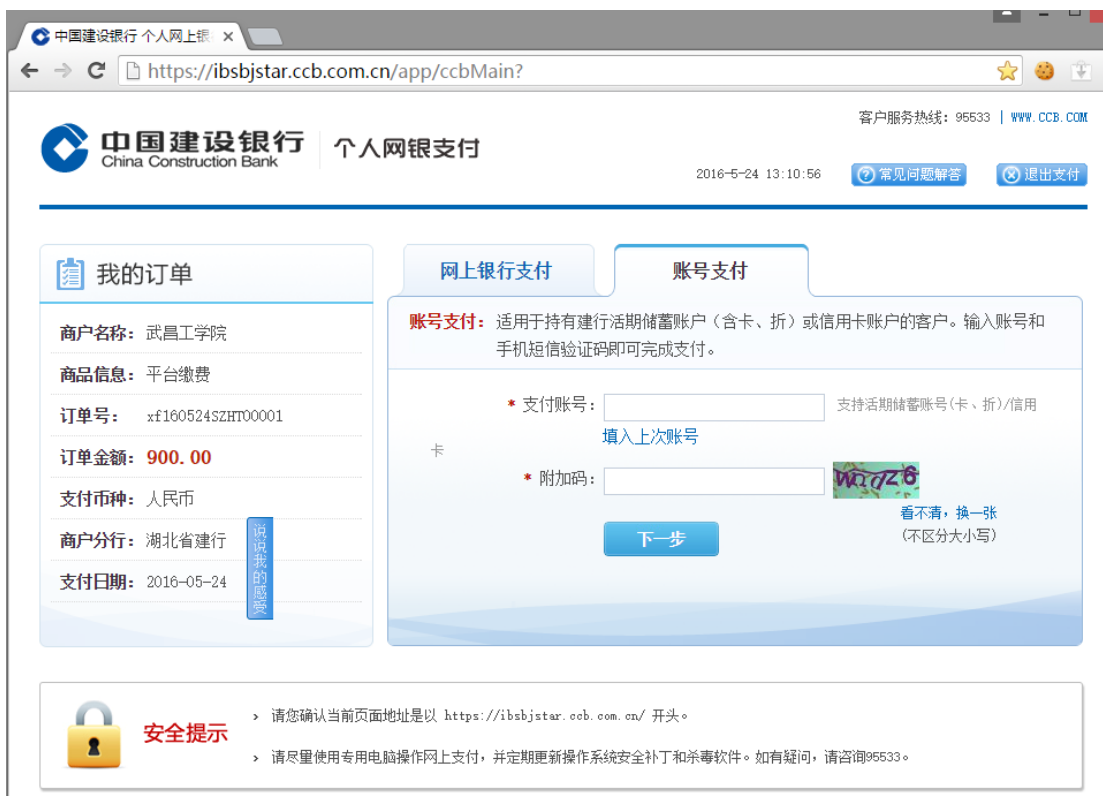 中国建设银行 个人网上银
https://ibsbjstar.ccb.com.cn/app/ccbMain?
客户服务热线：95533 | WWW.CCB.COM
中国建设银行
China Construction Bank
个人网银支付
2016-5-24 13:10:56
常见问题解答
退出支付
我的订单
商户名称：武昌工学院
商品信息：平台缴费
订单号：xf160524SZHT00001
订单金额：900.00
支付币种：人民币
商户分行：湖北省建行
支付日期：2016-05-24
说说我的感受
网上银行支付
账号支付
账号支付：适用于持有建行活期储蓄账户（含卡、折）或信用卡账户的客户。输入账号和
手机短信验证码即可完成支付。
* 支付账号：
支持活期储蓄账号(卡、折)/信用
卡
填入上次账号
* 附加码：
看不清，换一张
(不区分大小写)
下一步
安全提示
› 请您确认当前页面地址是以 https://ibsbjstar.ccb.com.cn/ 开头。
› 请尽量使用专用电脑操作网上支付，并定期更新操作系统安全补丁和杀毒软件。如有疑问，请咨询95533。